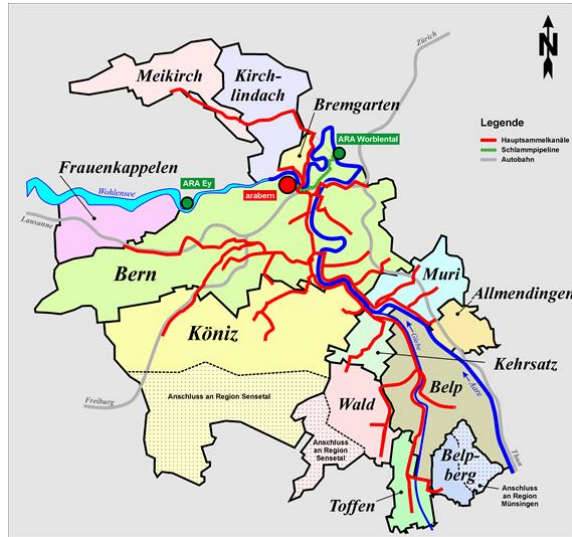 Zürich
N
Meikirch
Kirch-
lindach
Bremgarten
ARA Worblental
Legende
Hauptsammelkanäle
Schlammpipeline
Autobahn
Frauenkappelen
ARA Ey
arabern
Wohlensee
Lausanne
Bern
Muri
Allmendingen
Köniz
Gürbe
Kehrsatz
Aare
Belp
Anschluss an Region Sensetal
Wald
Freiburg
Anschluss
an Region
Sensetal
Belp-
berg
Thun
Anschluss
an Region
Münsingen
Toffen